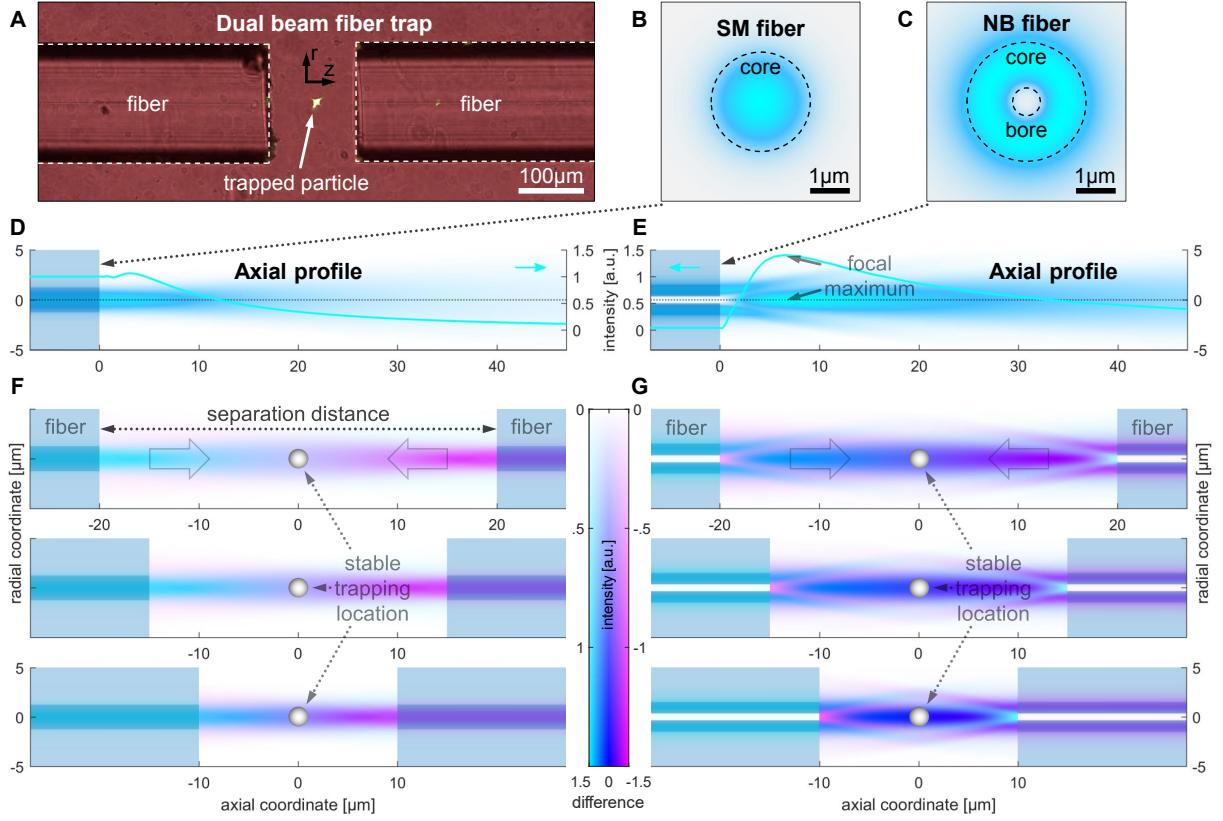 A
Dual beam fiber trap
r
z
fiber
fiber
trapped particle
100µm
B
SM fiber
core
1µm
C
NB fiber
core
bore
1µm
D
5
0
-5
Axial profile
1.5
1
0.5
0
intensity [a.u.]
0 10 20 30 40
E
1.5
1
0.5
0
focal
maximum
Axial profile
5
0
-5
0 10 20 30 40
F
fiber
separation distance
fiber
-20 -10 0 10 20
radial coordinate [µm]
stable
trapping
location
-10 0 10
5
0
-5
-10 0 10
axial coordinate [µm]
0
.5
1
1.5 0 -1.5
0
-.5
-1
intensity [a.u.]
difference
G
fiber
fiber
-20 -10 0 10 20
stable
trapping
location
radial coordinate [µm]
-10 0 10
5
0
-5
-10 0 10
axial coordinate [µm]